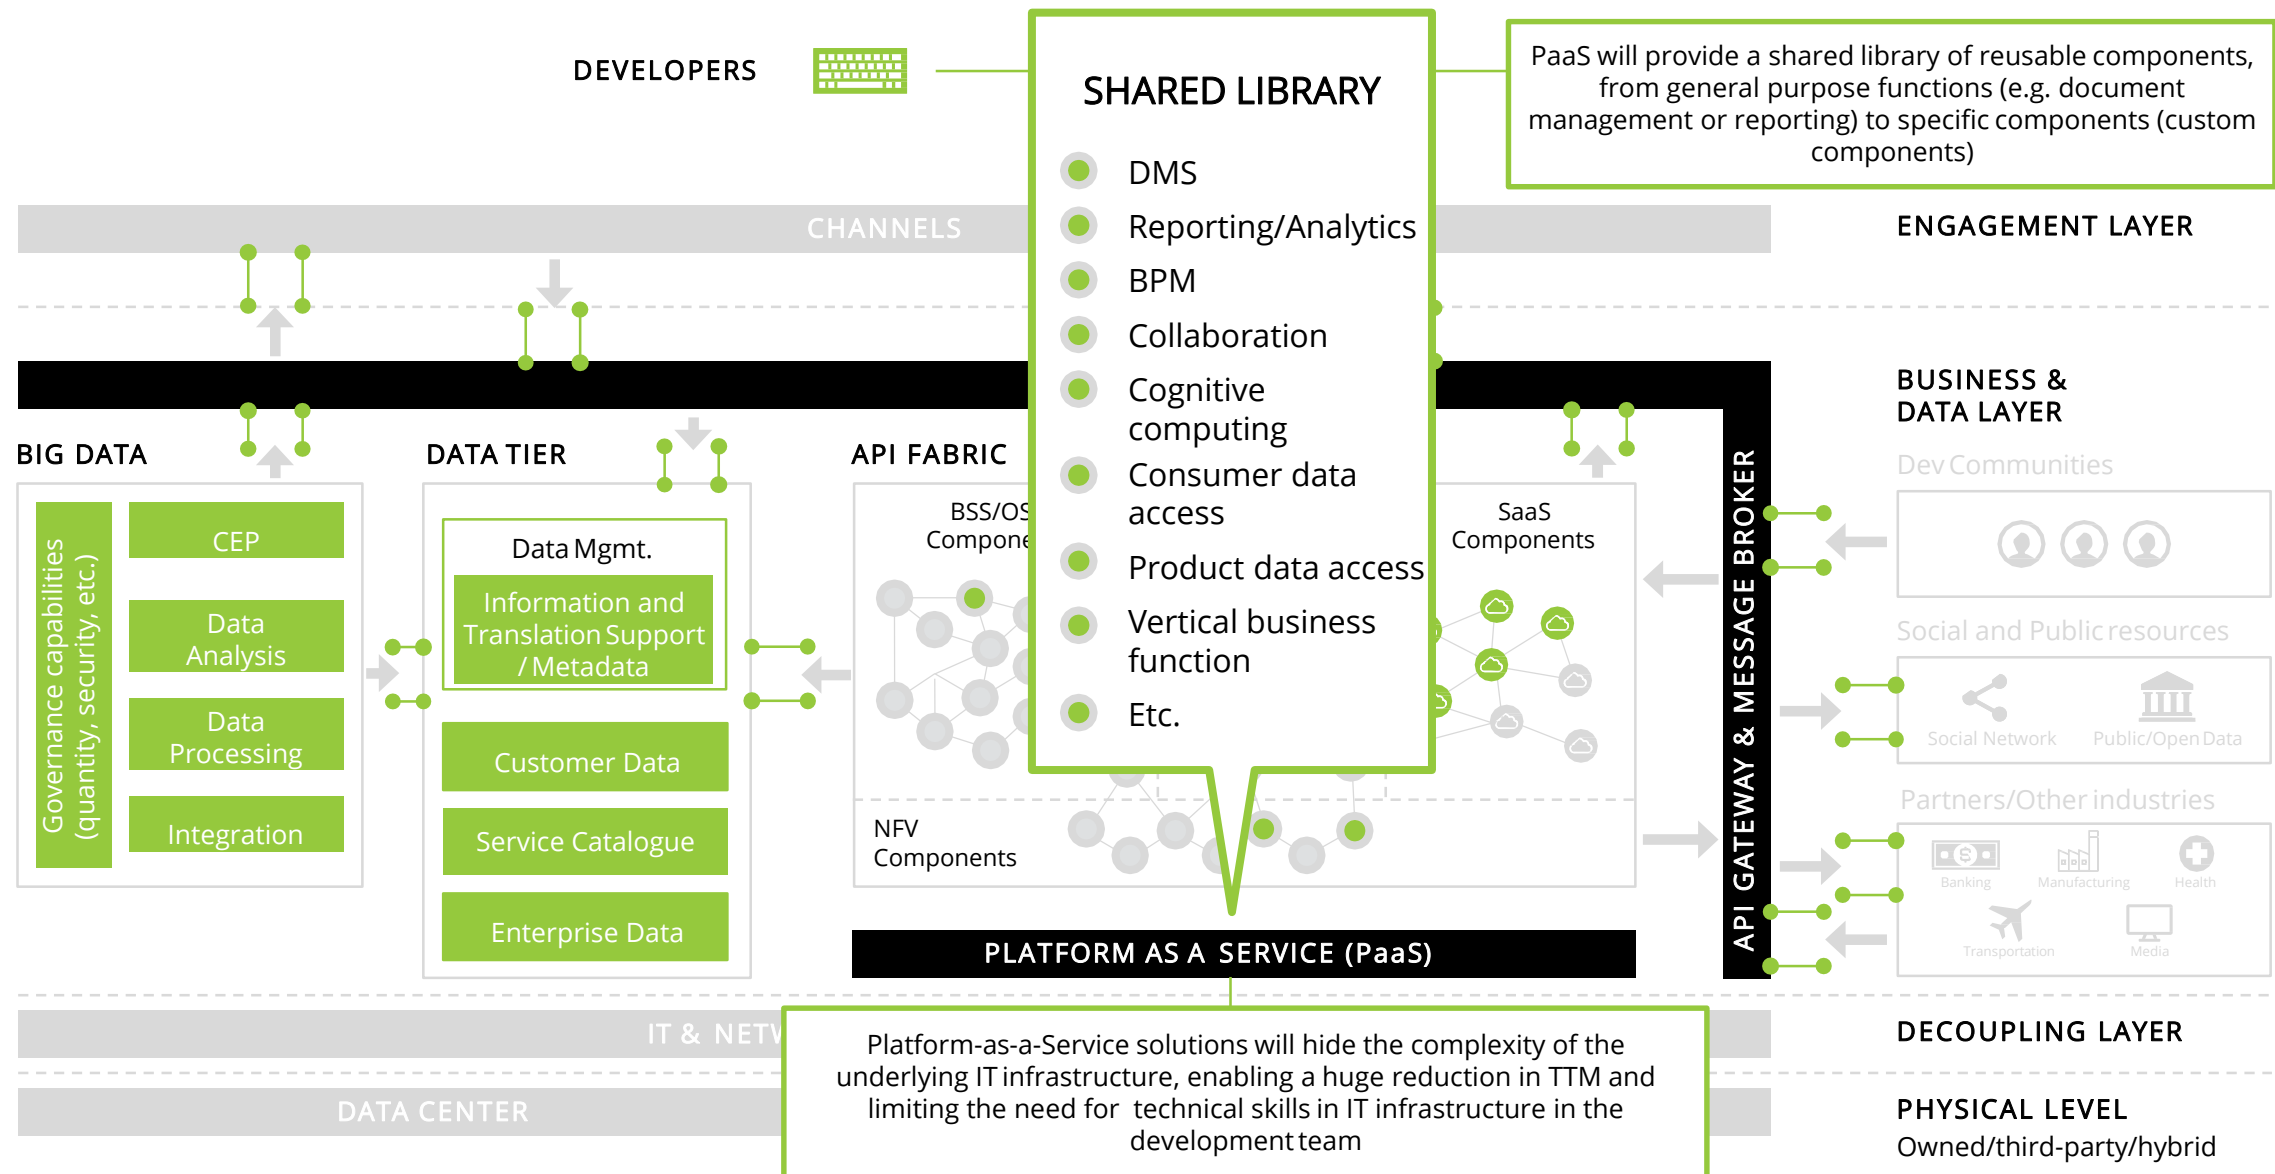 DEVELOPERS
SHARED LIBRARY
DMS
Reporting/Analytics
BPM
Collaboration
Cognitive
computing
Consumer data
access
Product data access
Vertical business
function
Etc.
PaaS will provide a shared library of reusable components,
from general purpose functions (e.g. document
management or reporting) to specific components (custom
components)
CHANNELS
ENGAGEMENT LAYER
BUSINESS &
DATA LAYER
BIG DATA
Governance capabilities
(quantity, security, etc.)
CEP
Data
Analysis
Data
Processing
Integration
DATA TIER
Data Mgmt.
Information and
Translation Support
/ Metadata
Customer Data
Service Catalogue
Enterprise Data
API FABRIC
BSS/OS
Compone
SaaS
Components
NFV
Components
API GATEWAY & MESSAGE BROKER
Dev Communities
Social and Public resources
Social Network
Public/Open Data
Partners/Other industries
Banking
Manufacturing
Health
Transportation
Media
PLATFORM AS A SERVICE (PaaS)
IT & NETW
DECOUPLING LAYER
Platform-as-a-Service solutions will hide the complexity of the
underlying IT infrastructure, enabling a huge reduction in TTM and
limiting the need for technical skills in IT infrastructure in the
development team
DATA CENTER
PHYSICAL LEVEL
Owned/third-party/hybrid